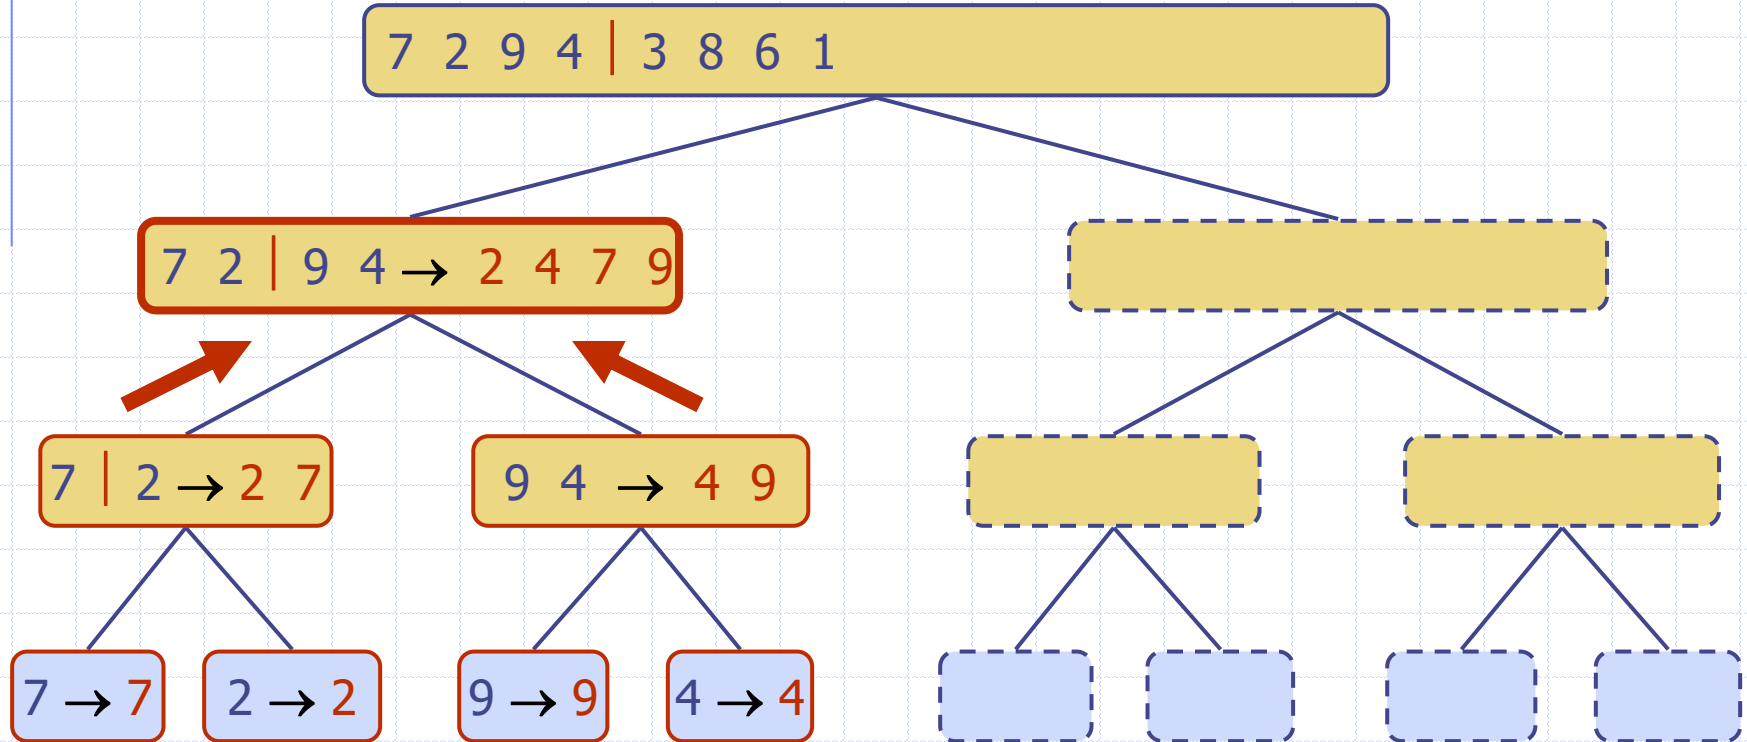 7 2 9 4 | 3 8 6 1
7 2 | 9 4 → 2 4 7 9
7 | 2 → 2 7
9 4 → 4 9
7 → 7
2 → 2
9 → 9
4 → 4